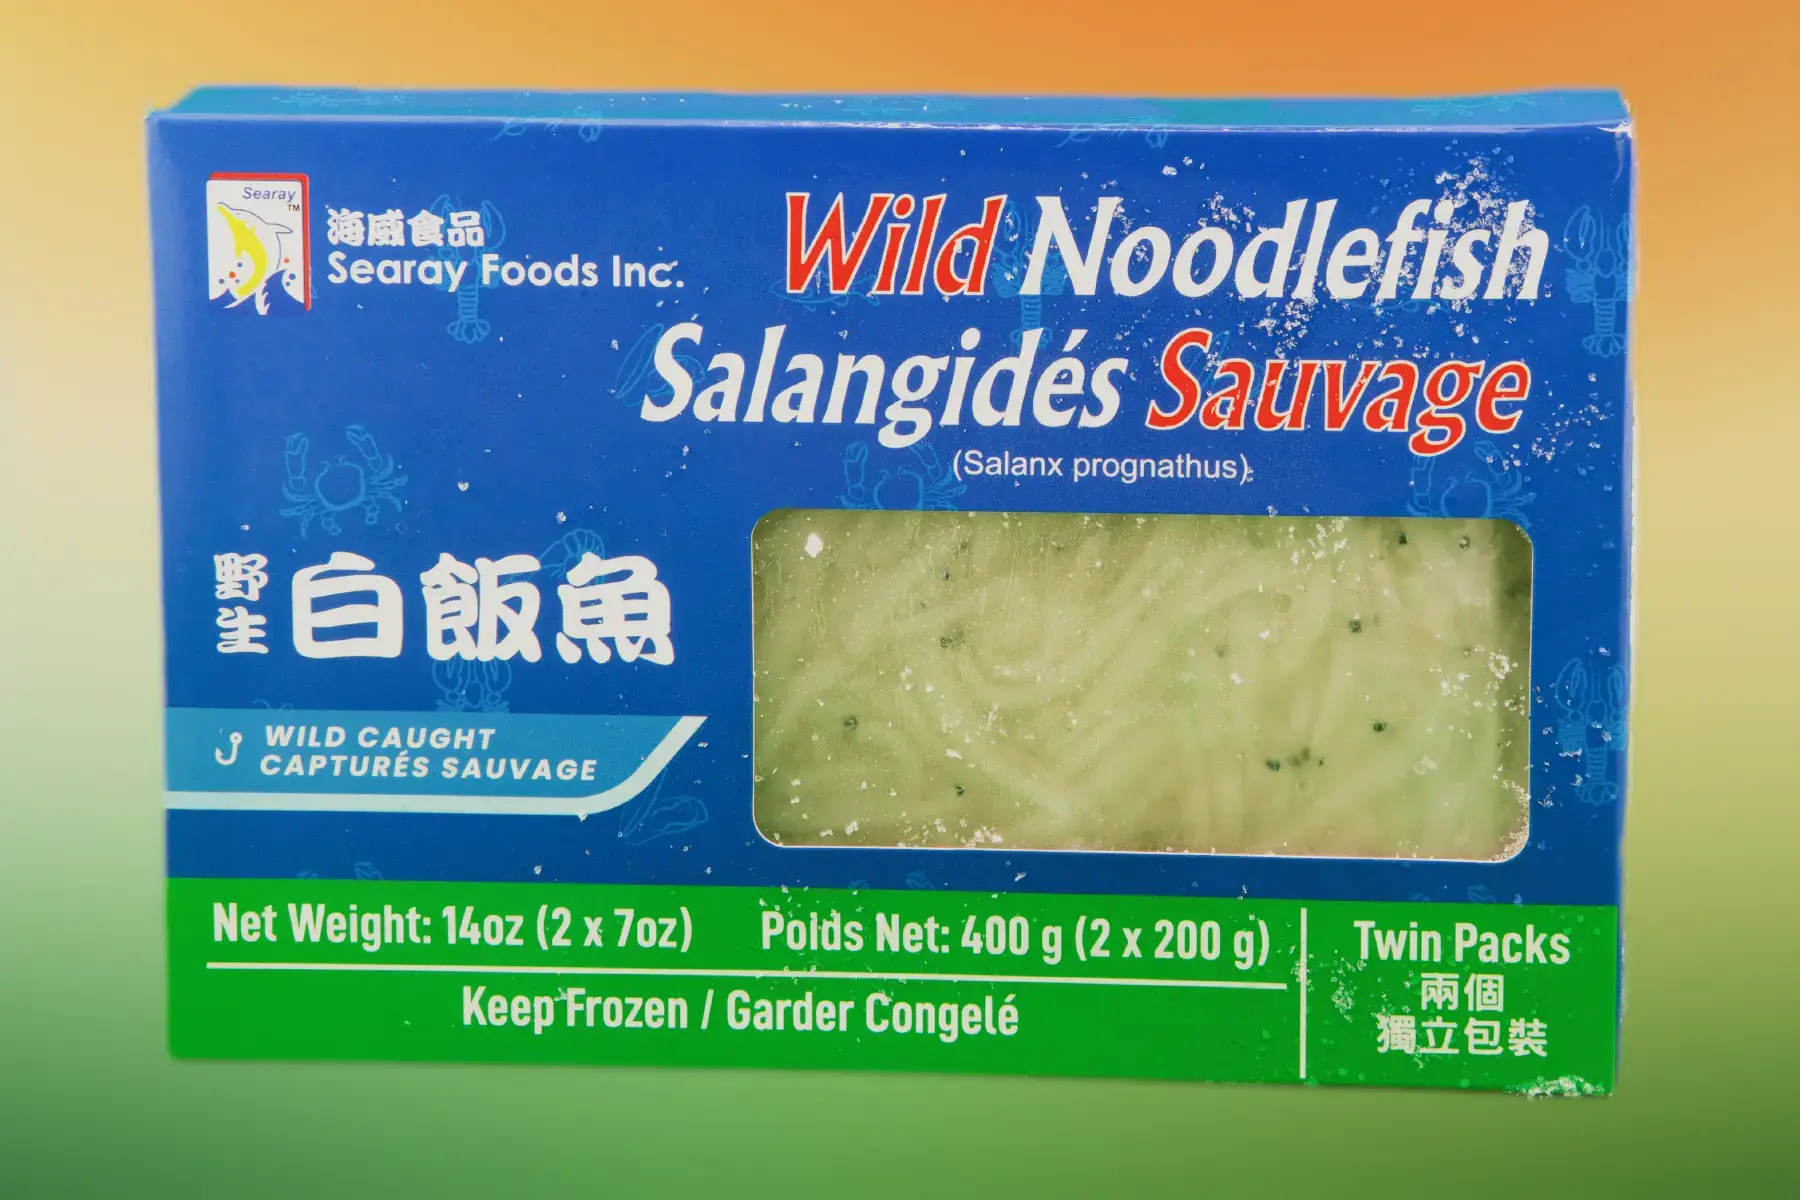 Searay
TM
海威食品
Searay Foods Inc.
Wild Noodlefish
Salangidés Sauvage
(Salanx prognathus)
野生 白飯魚
WILD CAUGHT
CAPTURÉS SAUVAGE
Net Weight: 14oz (2 x 7oz)
Poids Net: 400 g (2 x 200 g)
Keep Frozen / Garder Congelé
Twin Packs
兩個
獨立包裝